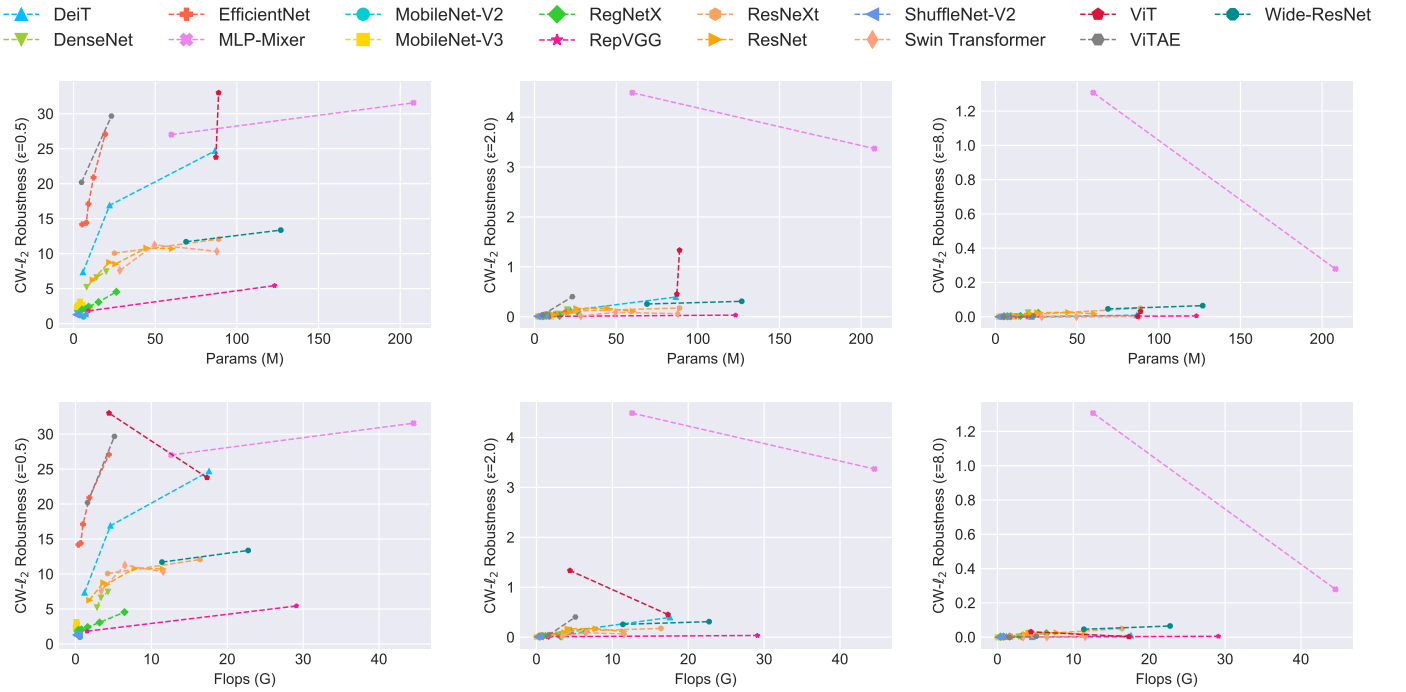 DeiT EfficientNet MobileNet-V2 RegNetX ResNeXt ShuffleNet-V2 ViT Wide-ResNet
DenseNet MLP-Mixer MobileNet-V3 RepVGG ResNet Swin Transformer ViTAE
CW-ℓ₂ Robustness (ε=0.5)
30
25
20
15
10
5
0
0 50 100 150 200
Params (M)
CW-ℓ₂ Robustness (ε=2.0)
4
3
2
1
0
0 50 100 150 200
Params (M)
CW-ℓ₂ Robustness (ε=8.0)
1.2
1.0
0.8
0.6
0.4
0.2
0.0
0 50 100 150 200
Params (M)
CW-ℓ₂ Robustness (ε=0.5)
30
25
20
15
10
5
0
0 10 20 30 40
Flops (G)
CW-ℓ₂ Robustness (ε=2.0)
4
3
2
1
0
0 10 20 30 40
Flops (G)
CW-ℓ₂ Robustness (ε=8.0)
1.2
1.0
0.8
0.6
0.4
0.2
0.0
0 10 20 30 40
Flops (G)